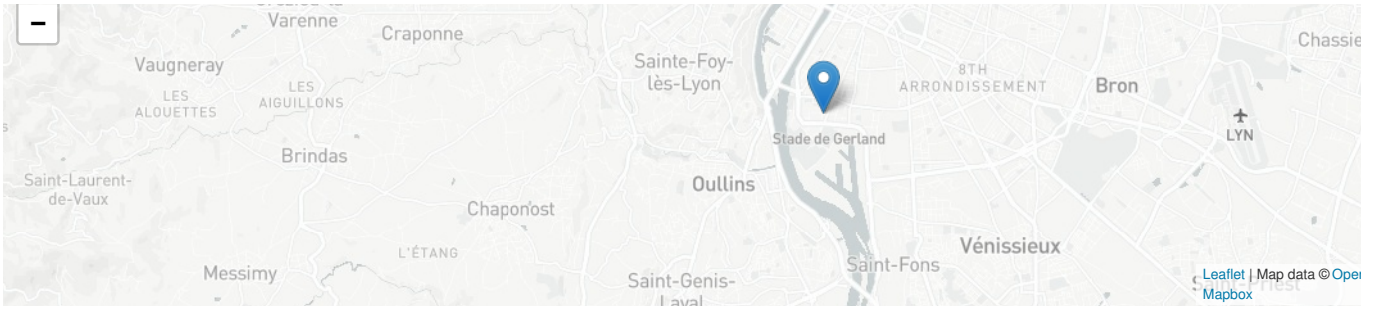 −
Varenne
Craponne
Chassie
Sainte-Foy-
lès-Lyon
Vaugneray
8TH
ARRONDISSEMENT
Bron
LES
ALOUETTES
LES
AIGUILLONS
LYN
Stade de Gerland
Brindas
Saint-Laurent-
de-Vaux
Oullins
Chaponost
L'ÉTANG
Vénissieux
Saint-Fons
Messimy
Saint-Genis-
Laval
Leaflet | Map data © Oper
Mapbox